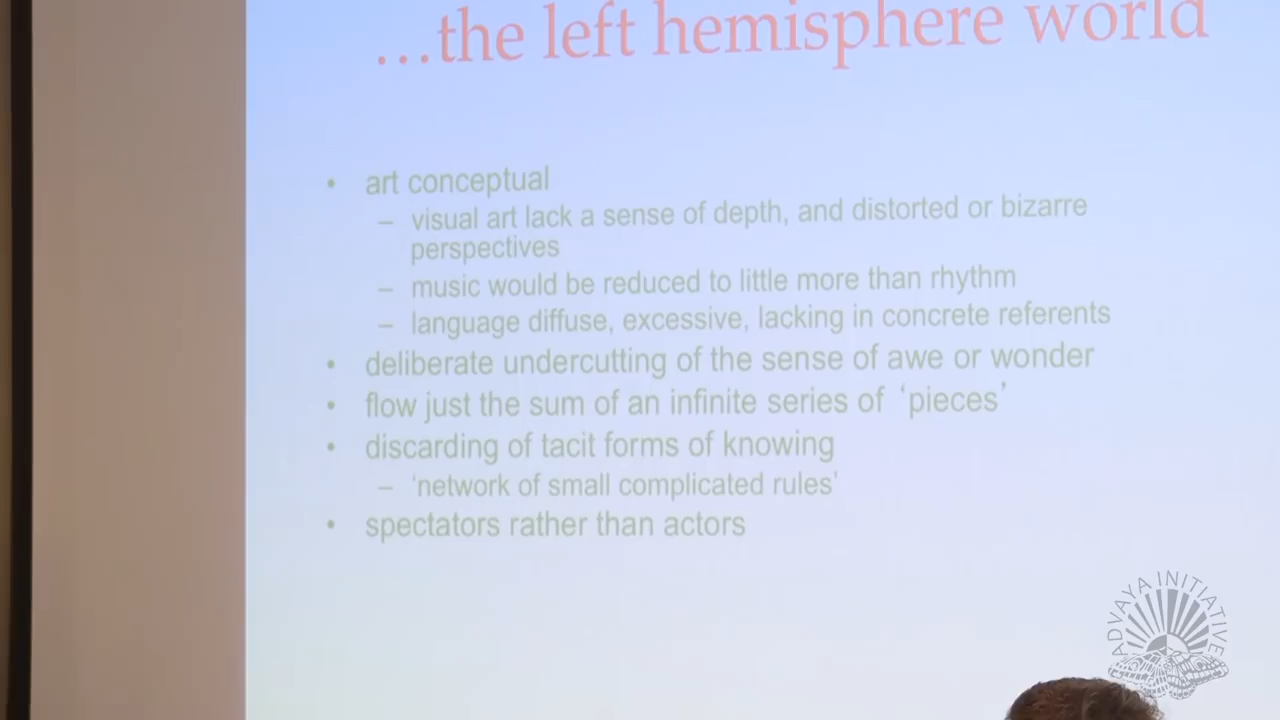 ...the left hemisphere world
• art conceptual
– visual art lack a sense of depth, and distorted or bizarre
perspectives
– music would be reduced to little more than rhythm
– language diffuse, excessive, lacking in concrete referents
• deliberate undercutting of the sense of awe or wonder
• flow just the sum of an infinite series of ‘pieces’
• discarding of tacit forms of knowing
– ‘network of small complicated rules’
• spectators rather than actors
ADVAYA INITIATIVE